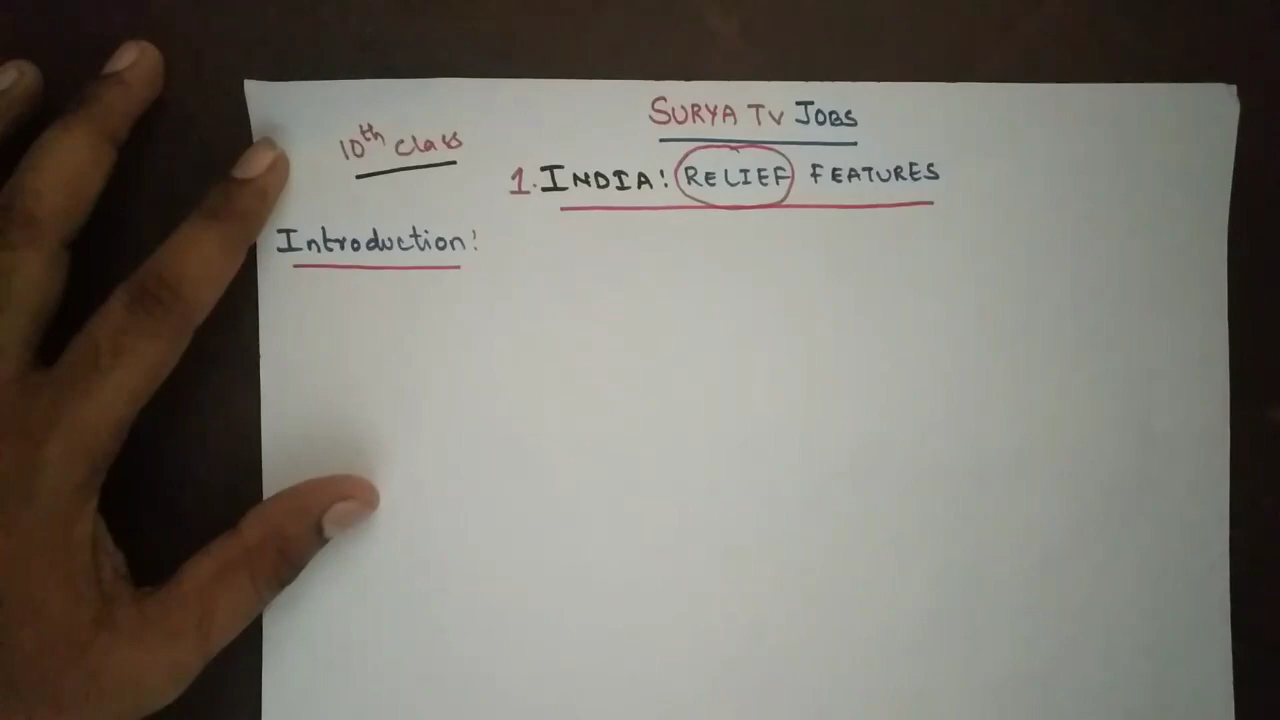 SURYA TV JOBS
10th class
1. INDIA: RELIEF FEATURES
Introduction: